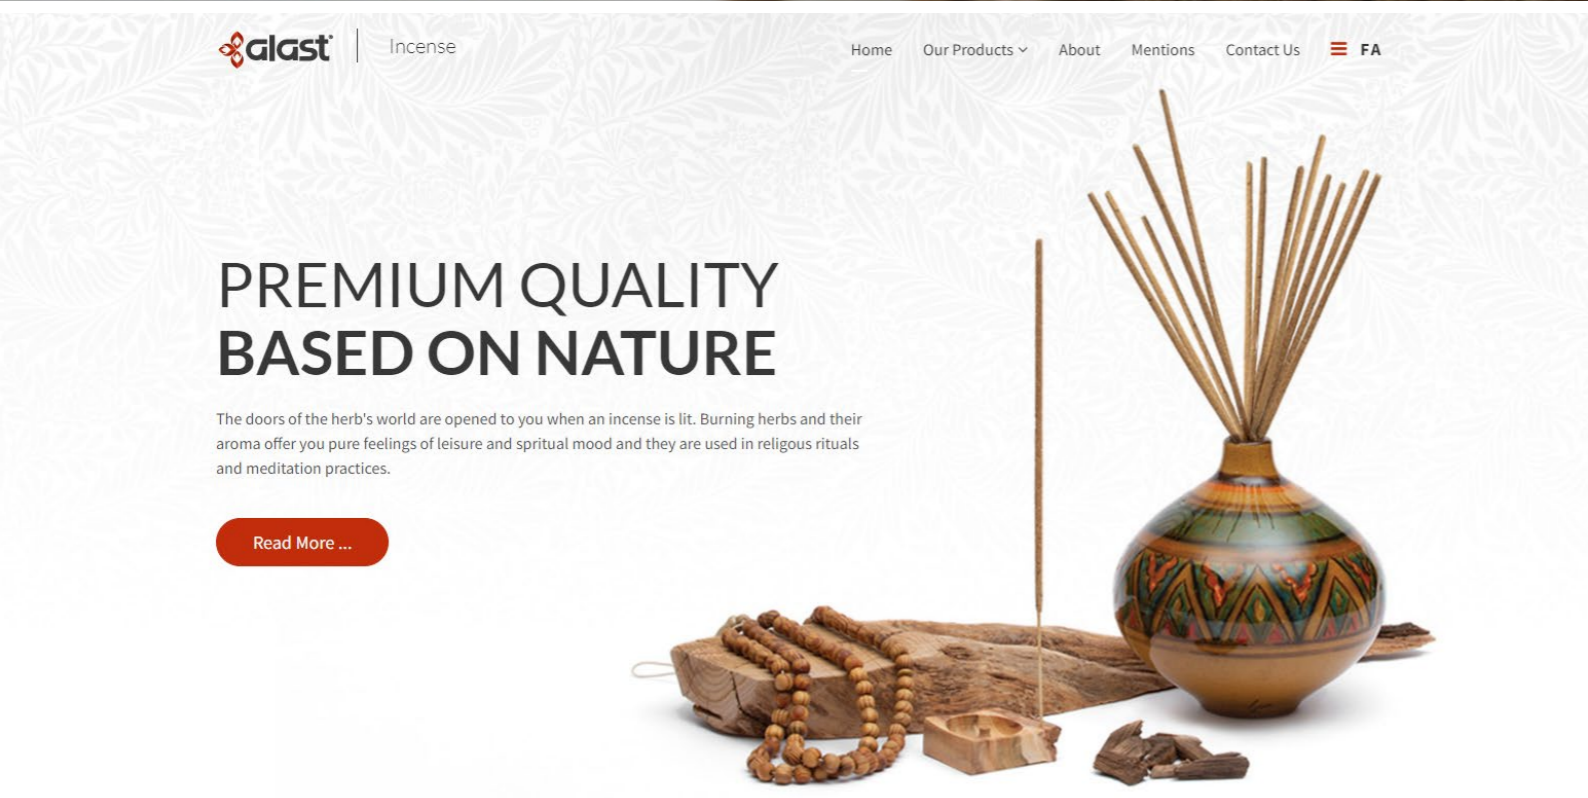 alast
Incense
Home
Our Products
About
Mentions
Contact Us
FA
PREMIUM QUALITY
BASED ON NATURE
The doors of the herb's world are opened to you when an incense is lit. Burning herbs and their
aroma offer you pure feelings of leisure and spritual mood and they are used in religous rituals
and meditation practices.
Read More ...